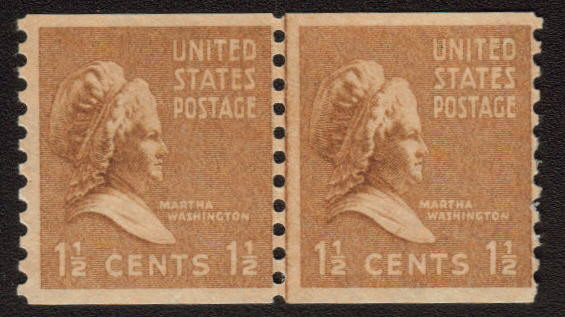 UNITED
STATES
POSTAGE
MARTHA
WASHINGTON
1½ CENTS 1½
UNITED
STATES
POSTAGE
MARTHA
WASHINGTON
1½ CENTS 1½